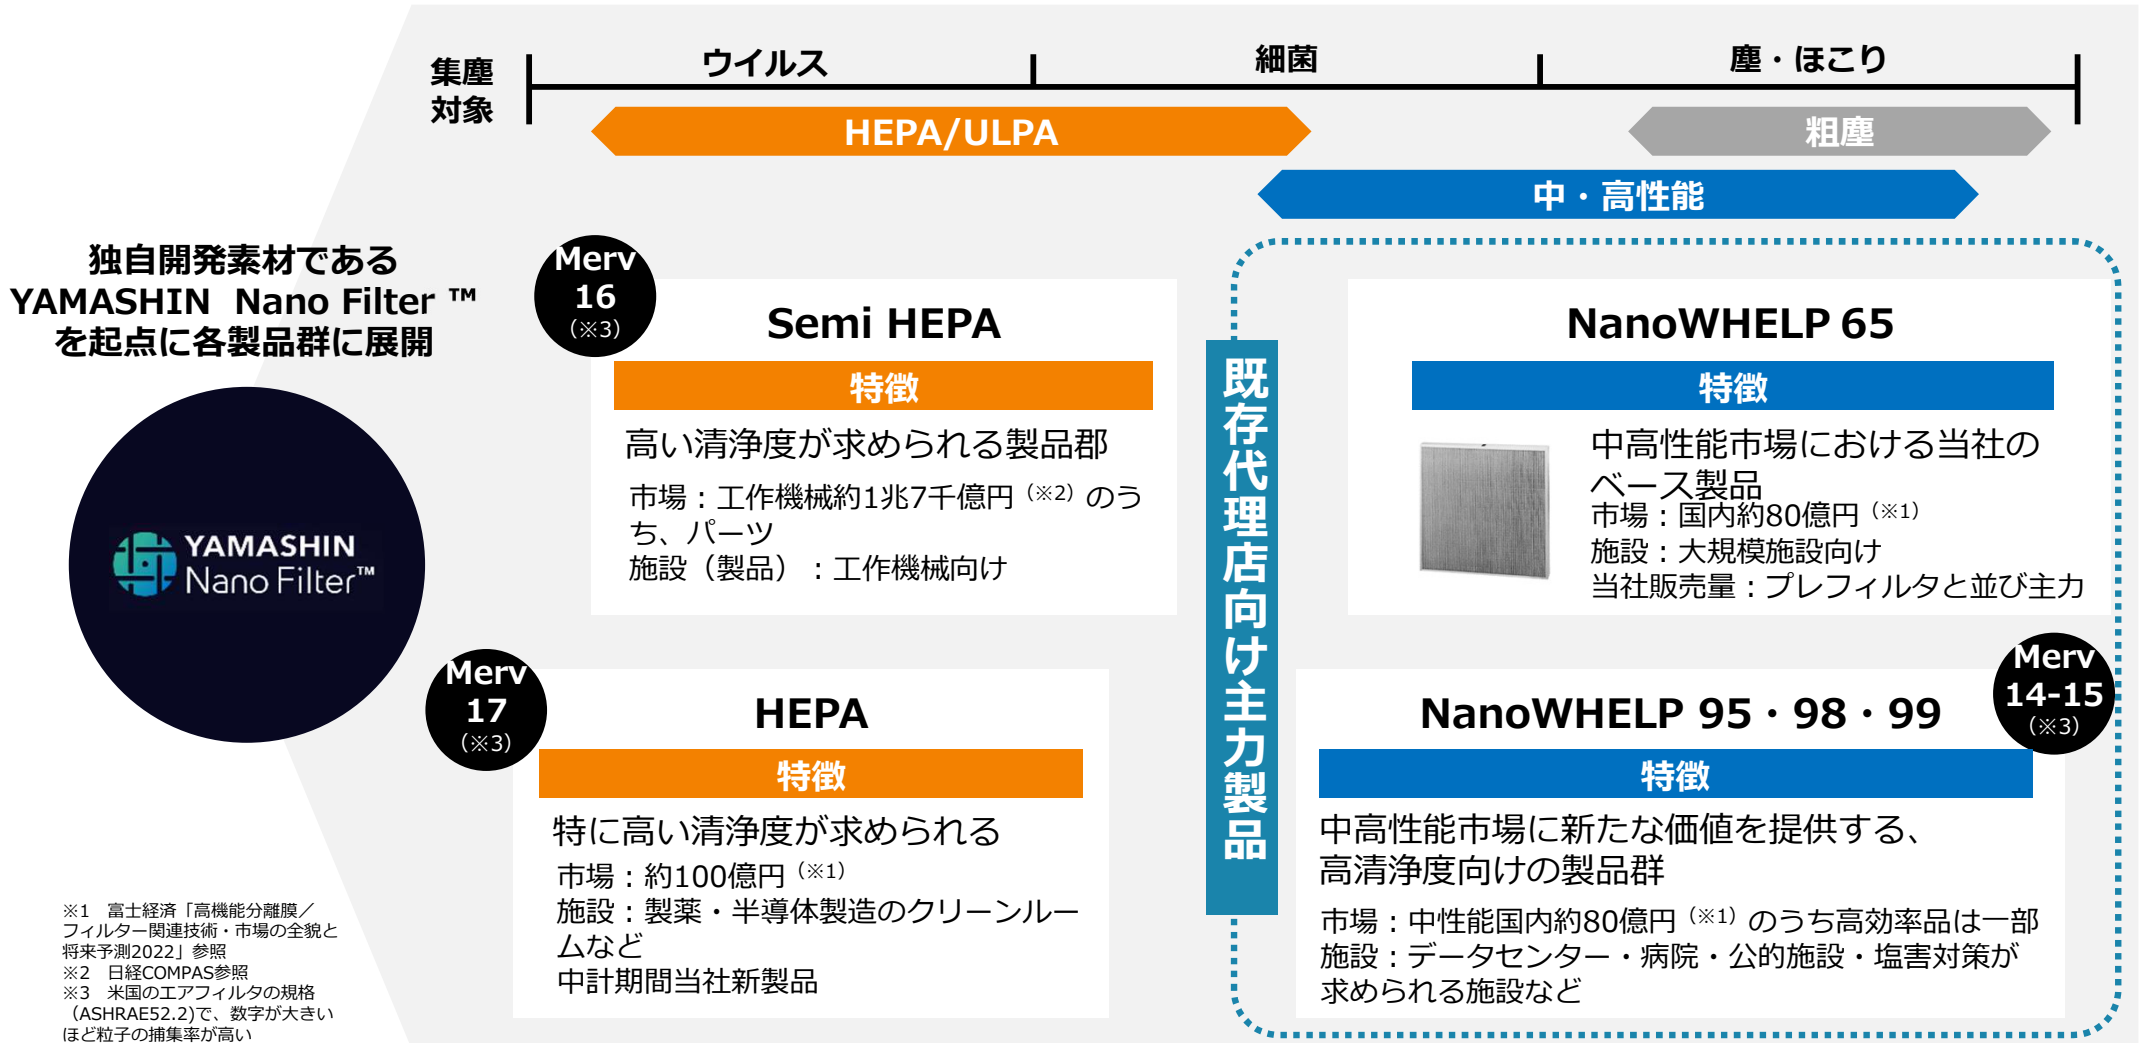 集塵
対象
ウイルス
細菌
塵・ほこり
HEPA/ULPA
粗塵
中・高性能
独自開発素材である
YAMASHIN Nano Filter ™
を起点に各製品群に展開
YAMASHIN
Nano Filter™
Merv
16
（※3）
Semi HEPA
特徴
高い清浄度が求められる製品郡
市場：工作機械約1兆7千億円（※2）のう
ち、パーツ
施設（製品）：工作機械向け
Merv
17
（※3）
HEPA
特徴
特に高い清浄度が求められる
市場：約100億円（※1）
施設：製薬・半導体製造のクリーンルー
ムなど
中計期間当社新製品
既存代理店向け主力製品
NanoWHELP 65
特徴
中高性能市場における当社の
ベース製品
市場：国内約80億円（※1）
施設：大規模施設向け
当社販売量：プレフィルタと並び主力
Merv
14-15
（※3）
NanoWHELP 95・98・99
特徴
中高性能市場に新たな価値を提供する、
高清浄度向けの製品群
市場：中性能国内約80億円（※1）のうち高効率品は一部
施設：データセンター・病院・公的施設・塩害対策が
求められる施設など
※1　富士経済「高機能分離膜／
フィルター関連技術・市場の全貌と
将来予測2022」参照
※2　日経COMPAS参照
※3　米国のエアフィルタの規格
（ASHRAE52.2)で、数字が大きい
ほど粒子の捕集率が高い